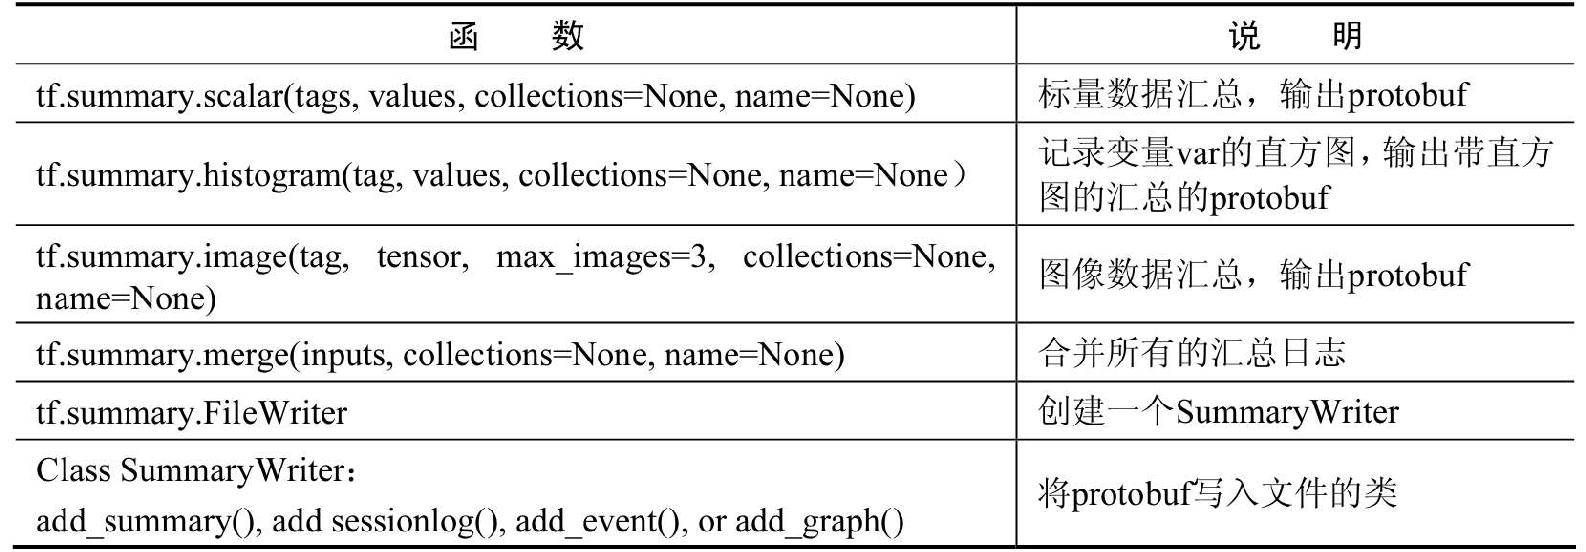 函 数 说 明
tf.summary.scalar(tags, values, collections=None, name=None) 标量数据汇总，输出protobuf
tf.summary.histogram(tag, values, collections=None, name=None） 记录变量var的直方图，输出带直方
图的汇总的protobuf
tf.summary.image(tag, tensor, max_images=3, collections=None,
name=None)
图像数据汇总，输出protobuf
tf.summary.merge(inputs, collections=None, name=None) 合并所有的汇总日志
tf.summary.FileWriter 创建一个SummaryWriter
Class SummaryWriter：
add_summary(), add sessionlog(), add_event(), or add_graph()
将protobuf写入文件的类